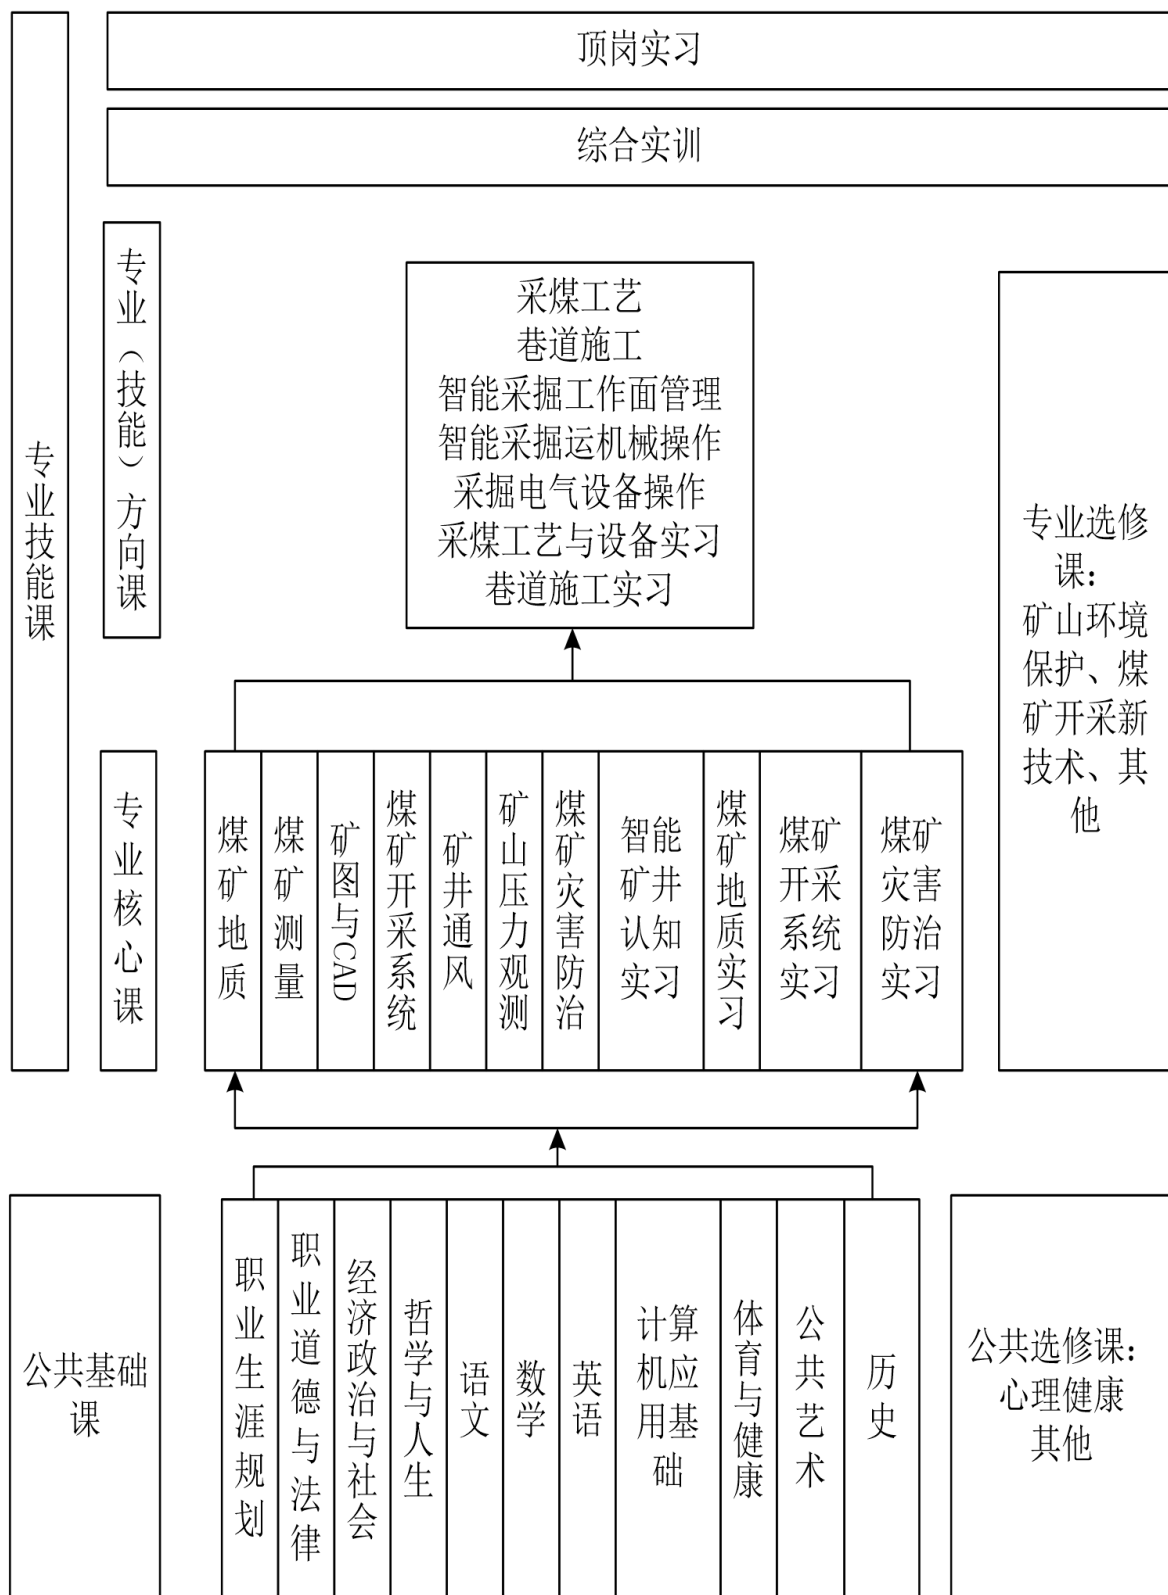 顶岗实习
综合实训
专业技能课
专业（技能）方向课
采煤工艺
巷道施工
智能采掘工作面管理
智能采掘运机械操作
采掘电气设备操作
采煤工艺与设备实习
巷道施工实习
专业选修
课：
矿山环境
保护、煤
矿开采新
技术、其
他
专业核心课
煤矿地质
煤矿测量
矿图与CAD
煤矿开采系统
矿井通风
矿山压力观测
煤矿灾害防治
智能
矿井
认知
实习
煤矿地质实习
煤矿
开采
系统
实习
煤矿
灾害
防治
实习
公共基础
课
职业生涯规划
职业道德与法律
经济政治与社会
哲学与人生
语文
数学
英语
计算
机应
用基
础
体育与健康
公共艺术
历史
公共选修课：
心理健康
其他